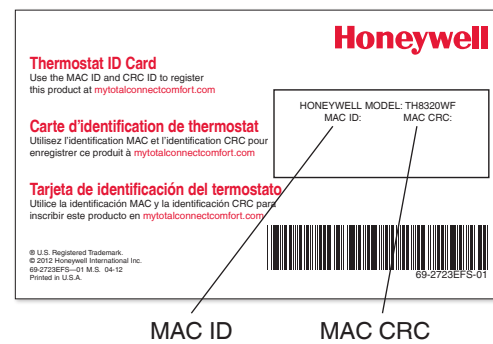 Honeywell
Thermostat ID Card
Use the MAC ID and CRC ID to register
this product at mytotalconnectcomfort.com
HONEYWELL MODEL: TH8320WF
MAC ID: MAC CRC:
Carte d'identification de thermostat
Utilisez l'identification MAC et l'identification CRC pour
enregistrer ce produit à mytotalconnectcomfort.com
Tarjeta de identificación del termostato
Utilice la identificación MAC y la identificación CRC para
inscribir este producto en mytotalconnectcomfort.com
® U.S. Registered Trademark.
© 2012 Honeywell International Inc.
69-2723EFS—01 M.S. 04-12
Printed in U.S.A.
69-2723EFS-01
MAC ID MAC CRC